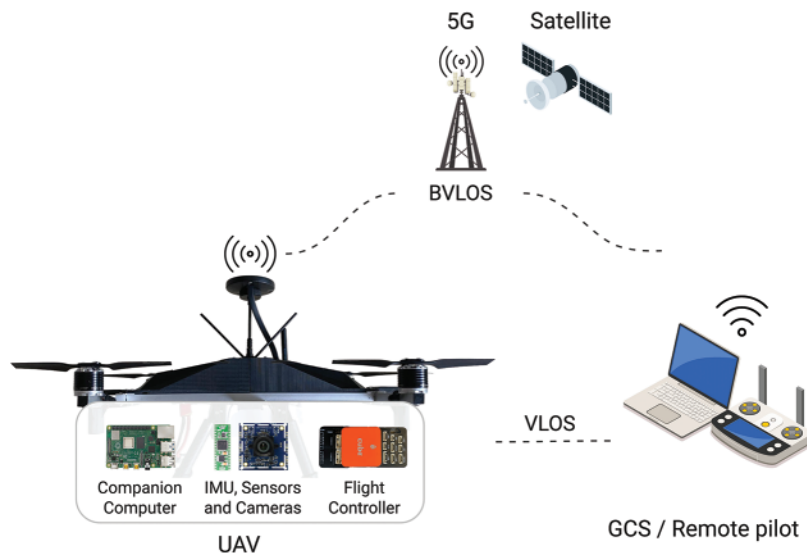 5G
Satellite
BVLOS
VLOS
Companion
Computer
IMU, Sensors
and Cameras
Flight
Controller
UAV
GCS / Remote pilot